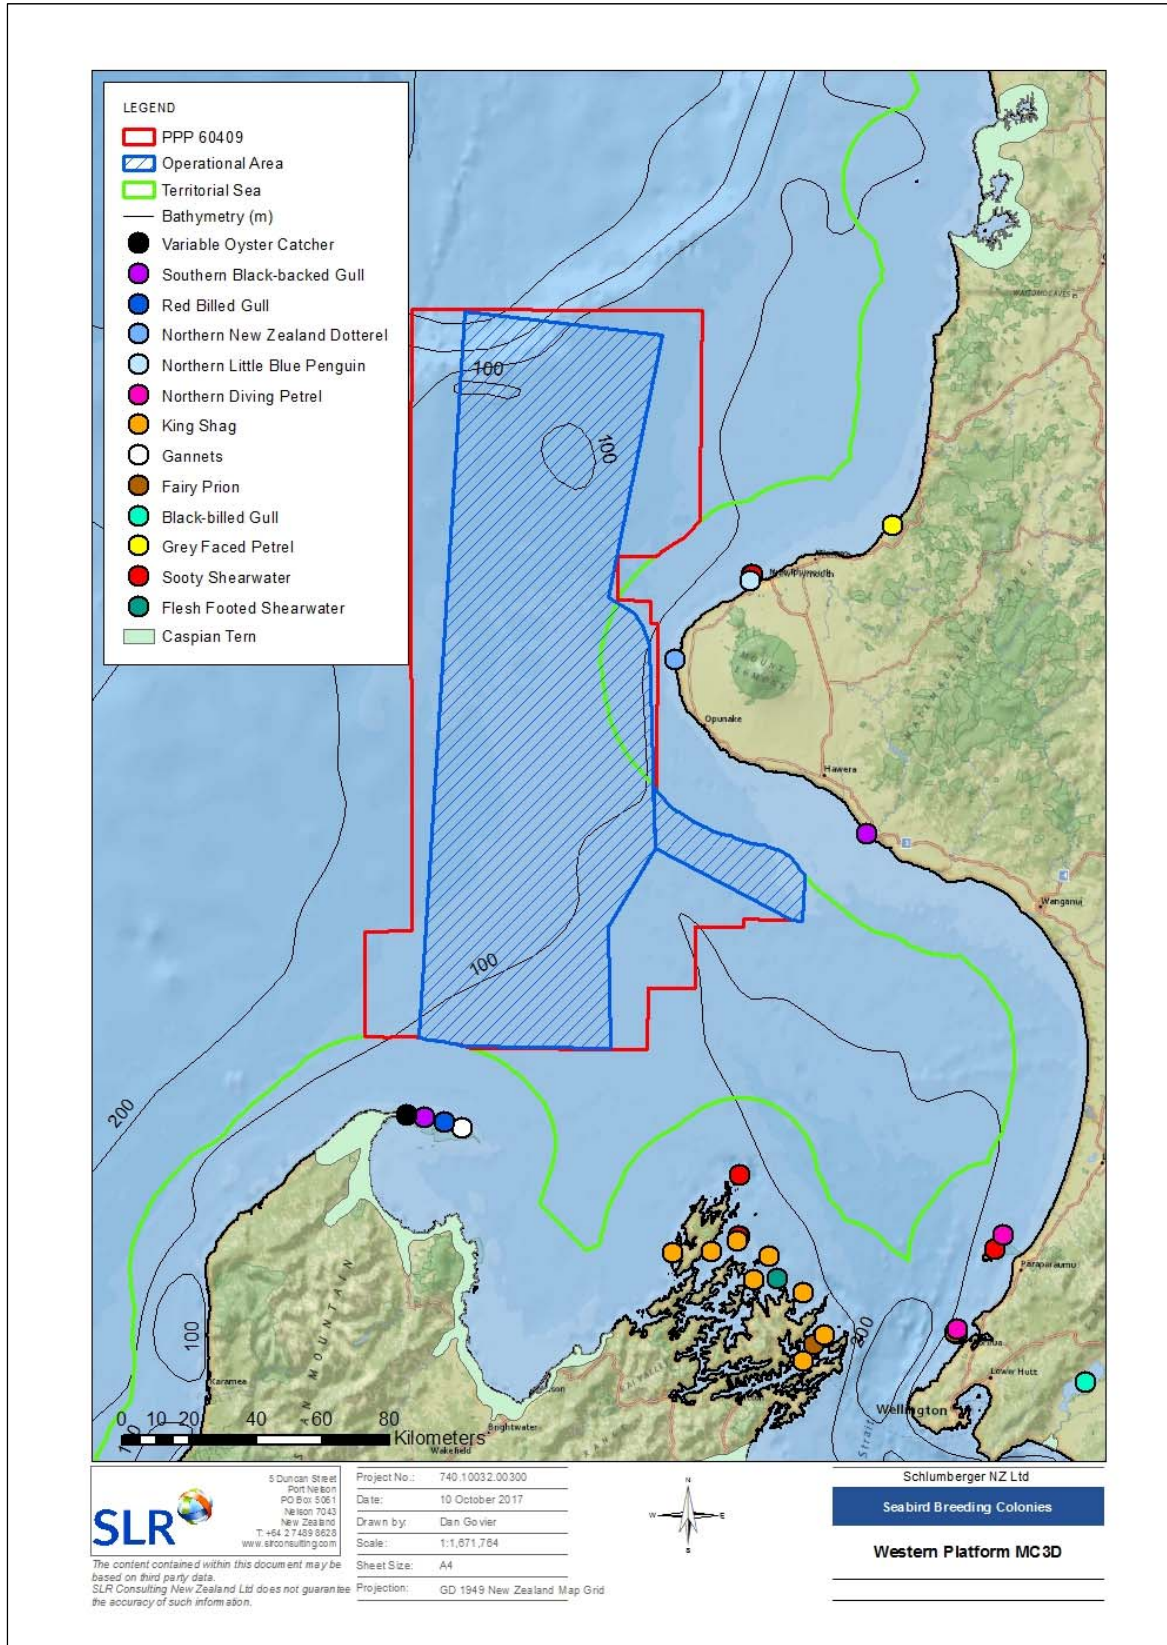 LEGEND
PPP 60409
Operational Area
Territorial Sea
Bathymetry (m)
Variable Oyster Catcher
Southern Black-backed Gull
Red Billed Gull
Northern New Zealand Dotterel
Northern Little Blue Penguin
Northern Diving Petrel
King Shag
Gannets
Fairy Prion
Black-billed Gull
Grey Faced Petrel
Sooty Shearwater
Flesh Footed Shearwater
Caspian Tern
100
100
New Plymouth
MOUNT
Opunake
Hawera
3
4
Wanganui
100
200
Paraparaumu
100
200
Karamea
MOUNTAIN
Lower Hutt
Wellington
Strait
Brightwater
Wakefield
0 10 20 40 60 80
Kilometers
SLR
5 Duncan Street
Port Nelson
PO Box 5061
Nelson 7043
New Zealand
T: +64 2 7489 8628
www.slrconsulting.com
The content contained within this document may be
based on third party data.
SLR Consulting New Zealand Ltd does not guarantee
the accuracy of such information.
Project No.: 740.10032.00300
Date: 10 October 2017
Drawn by: Dan Govier
Scale: 1:1,671,764
Sheet Size: A4
Projection: GD 1949 New Zealand Map Grid
N
W E
S
Schlumberger NZ Ltd
Seabird Breeding Colonies
Western Platform MC3D